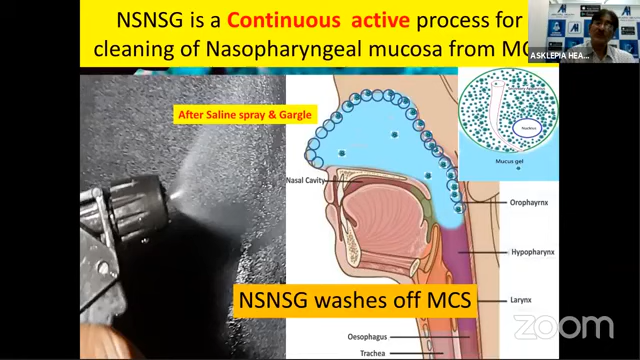 NSNSG is a Continuous active process for
cleaning of Nasopharyngeal mucosa from MC
ASKLEPIA HEA...
After Saline spray & Gargle
Nucleus
Mucus gel
Nasal Cavity
Oropharynx
Hypopharynx
NSNSG washes off MCS
Larynx
Oesophagus
Trachea
zoom